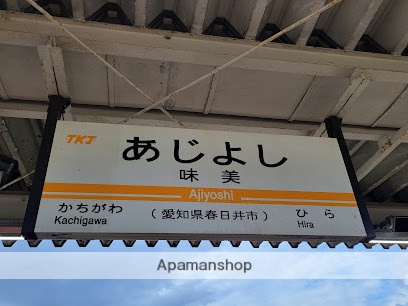 TKJ
あじよし
味美
Ajiyoshi
かちがわ
Kachigawa
（愛知県春日井市）
ひら
Hira
Apamanshop